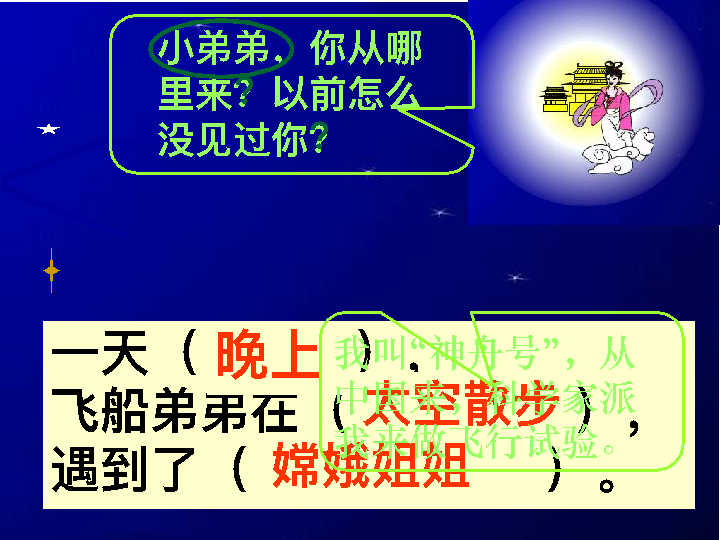 小弟弟，你从哪
里来？以前怎么
没见过你？
一天（晚上），
飞船弟弟在（太空散步），
遇到了（嫦娥姐姐）。
我叫“神舟号”，从
中国来，科学家派
我来做飞行试验。